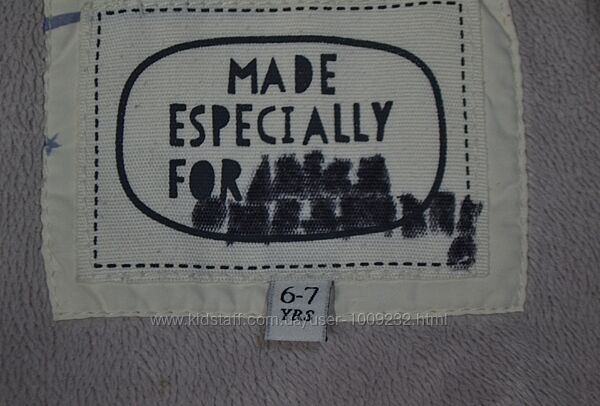 MADE
ESPECIALLY
FOR
6-7
YRS
www.kidstaff.com.ua
user-1009232.html